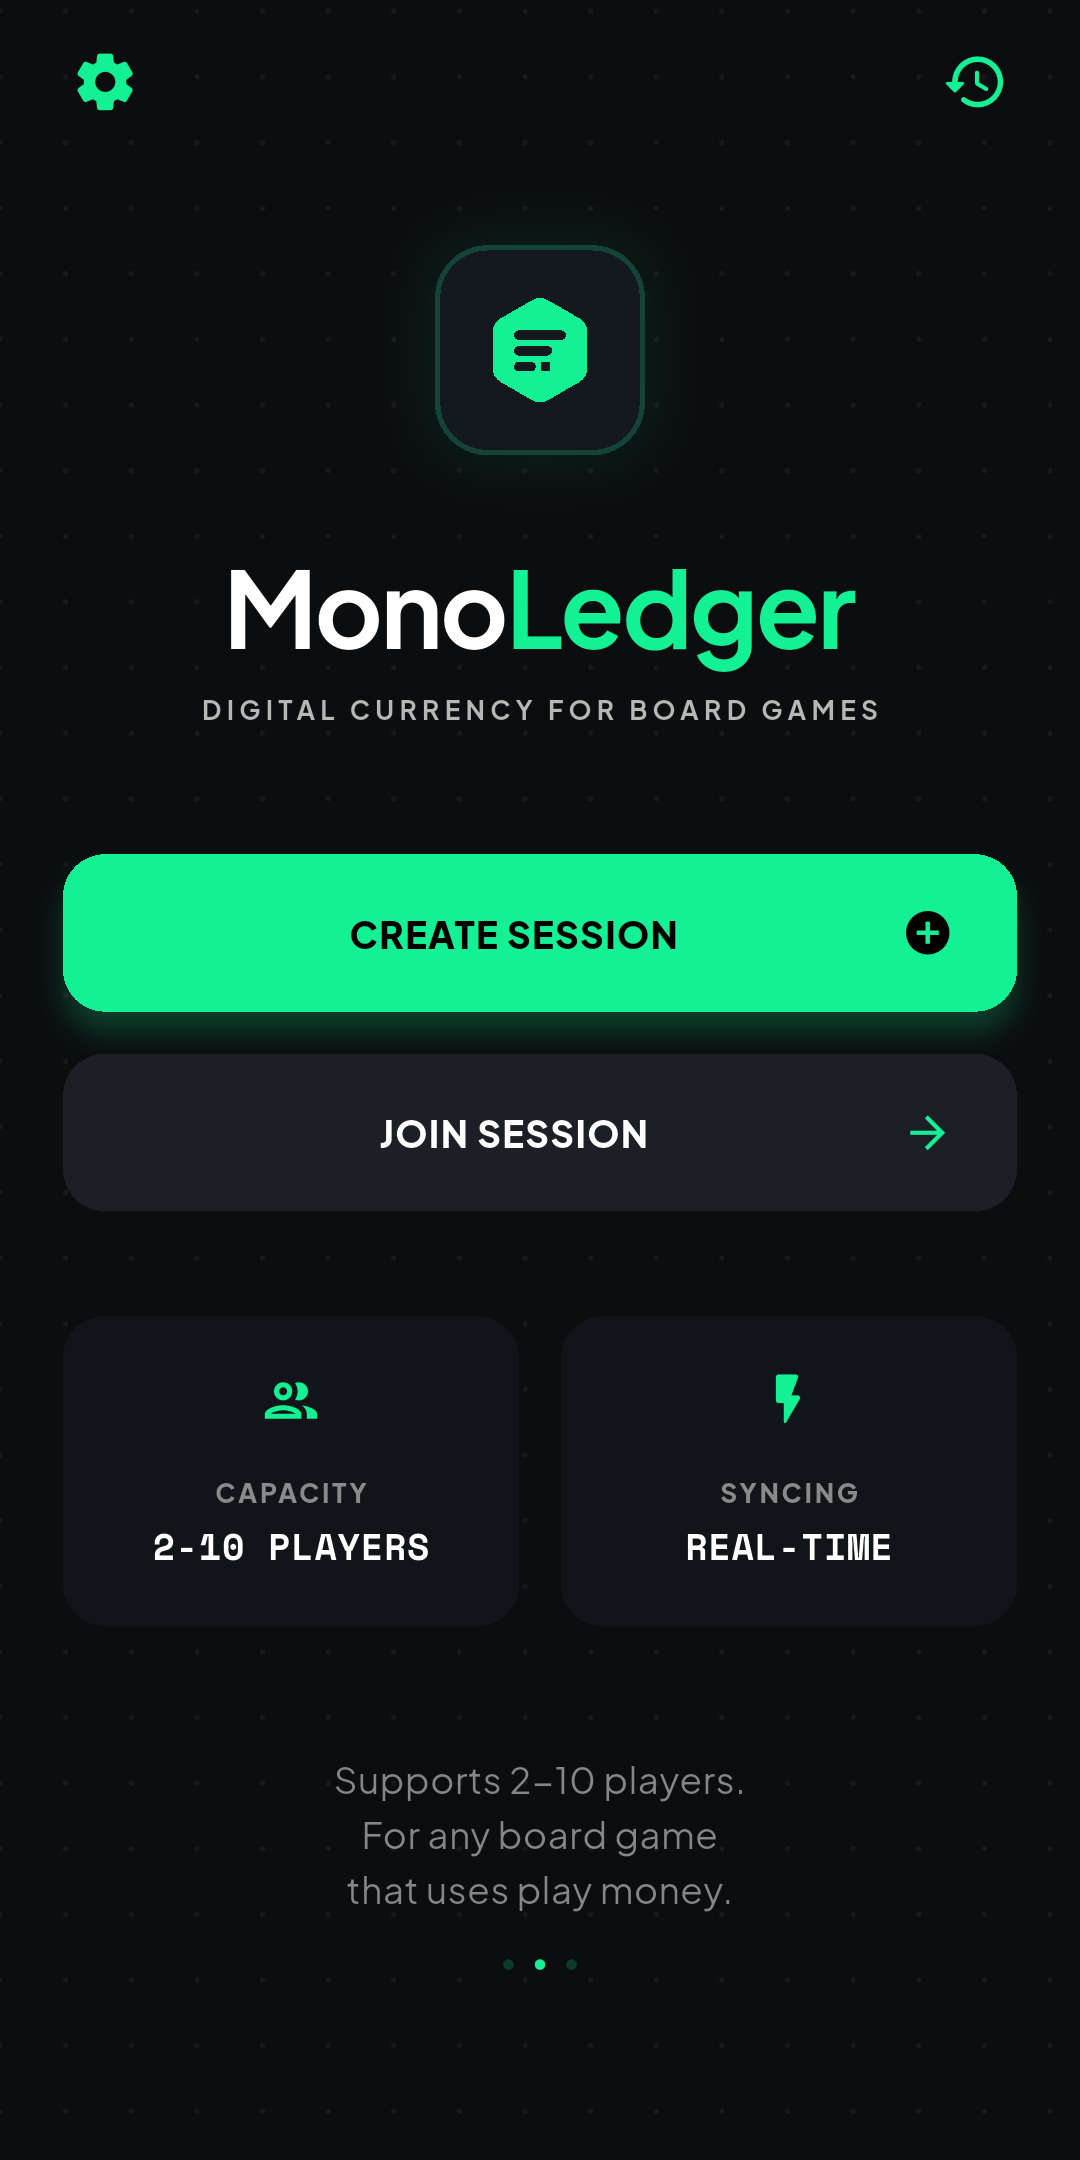 MonoLedger
DIGITAL CURRENCY FOR BOARD GAMES
CREATE SESSION
JOIN SESSION
CAPACITY
2-10 PLAYERS
SYNCING
REAL-TIME
Supports 2–10 players.
For any board game
that uses play money.